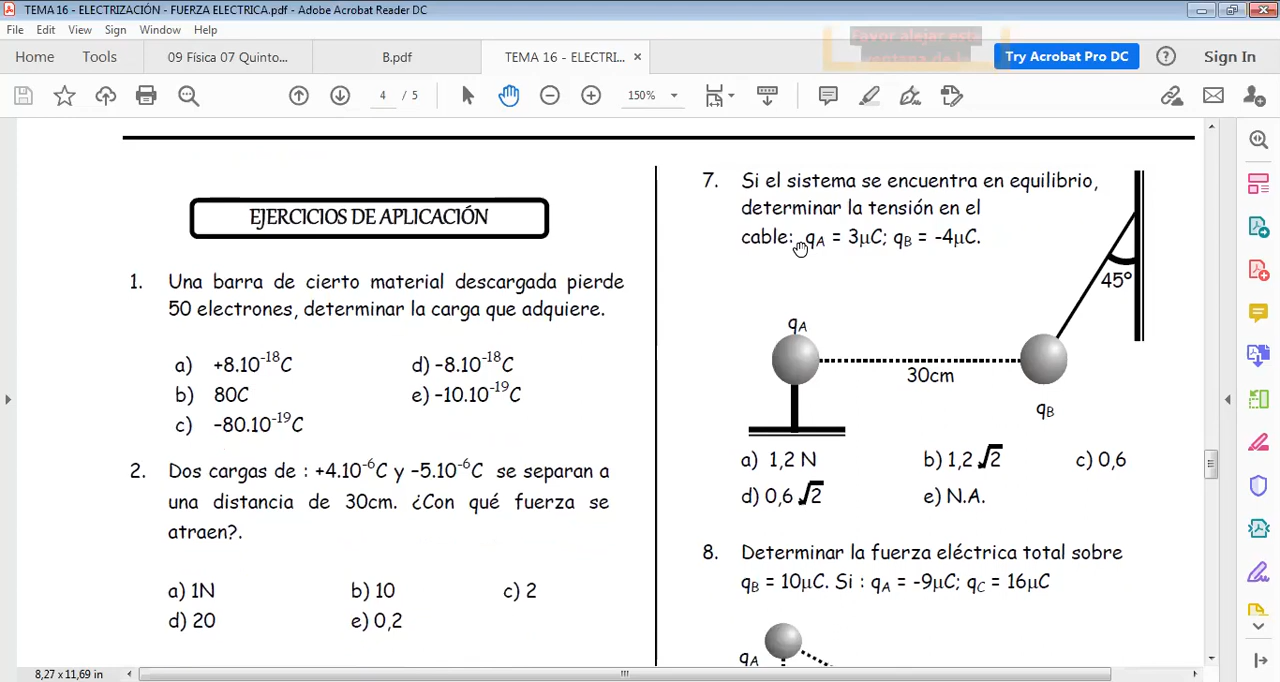 TEMA 16 - ELECTRIZACIÓN - FUERZA ELECTRICA.pdf - Adobe Acrobat Reader DC
File Edit View Sign Window Help
Home Tools 09 Física 07 Quinto... B.pdf TEMA 16 - ELECTRI... × Favor alejar esta ventana de l Try Acrobat Pro DC Sign In
4 / 5 150%
EJERCICIOS DE APLICACIÓN
1. Una barra de cierto material descargada pierde
50 electrones, determinar la carga que adquiere.
a) +8.10⁻¹⁸C d) –8.10⁻¹⁸C
b) 80C e) –10.10⁻¹⁹C
c) –80.10⁻¹⁹C
2. Dos cargas de : +4.10⁻⁶C y –5.10⁻⁶C se separan a
una distancia de 30cm. ¿Con qué fuerza se
atraen?.
a) 1N b) 10 c) 2
d) 20 e) 0,2
7. Si el sistema se encuentra en equilibrio,
determinar la tensión en el
cable: qA = 3μC; qB = -4μC.
45º
qA
30cm
qB
a) 1,2 N b) 1,2 √2 c) 0,6
d) 0,6 √2 e) N.A.
8. Determinar la fuerza eléctrica total sobre
qB = 10μC. Si : qA = -9μC; qC = 16μC
qA
8,27 x 11,69 in